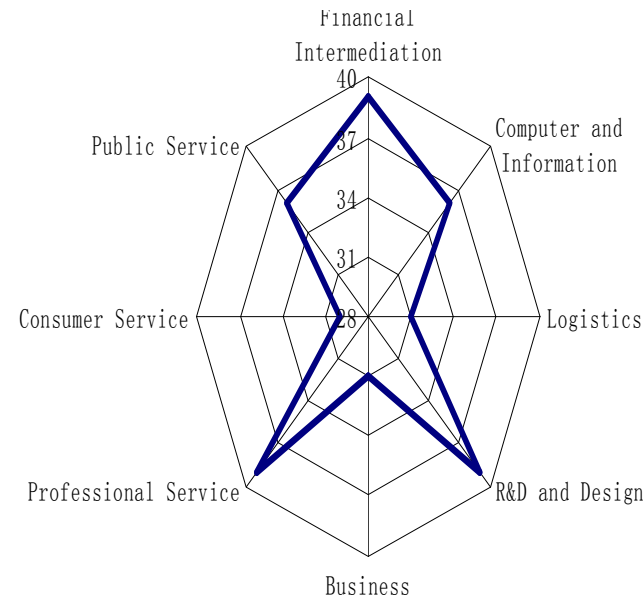 Financial
Intermediation
40
Computer and
Information
37
Public Service
34
31
28
Consumer Service
Logistics
Professional Service
R&D and Design
Business